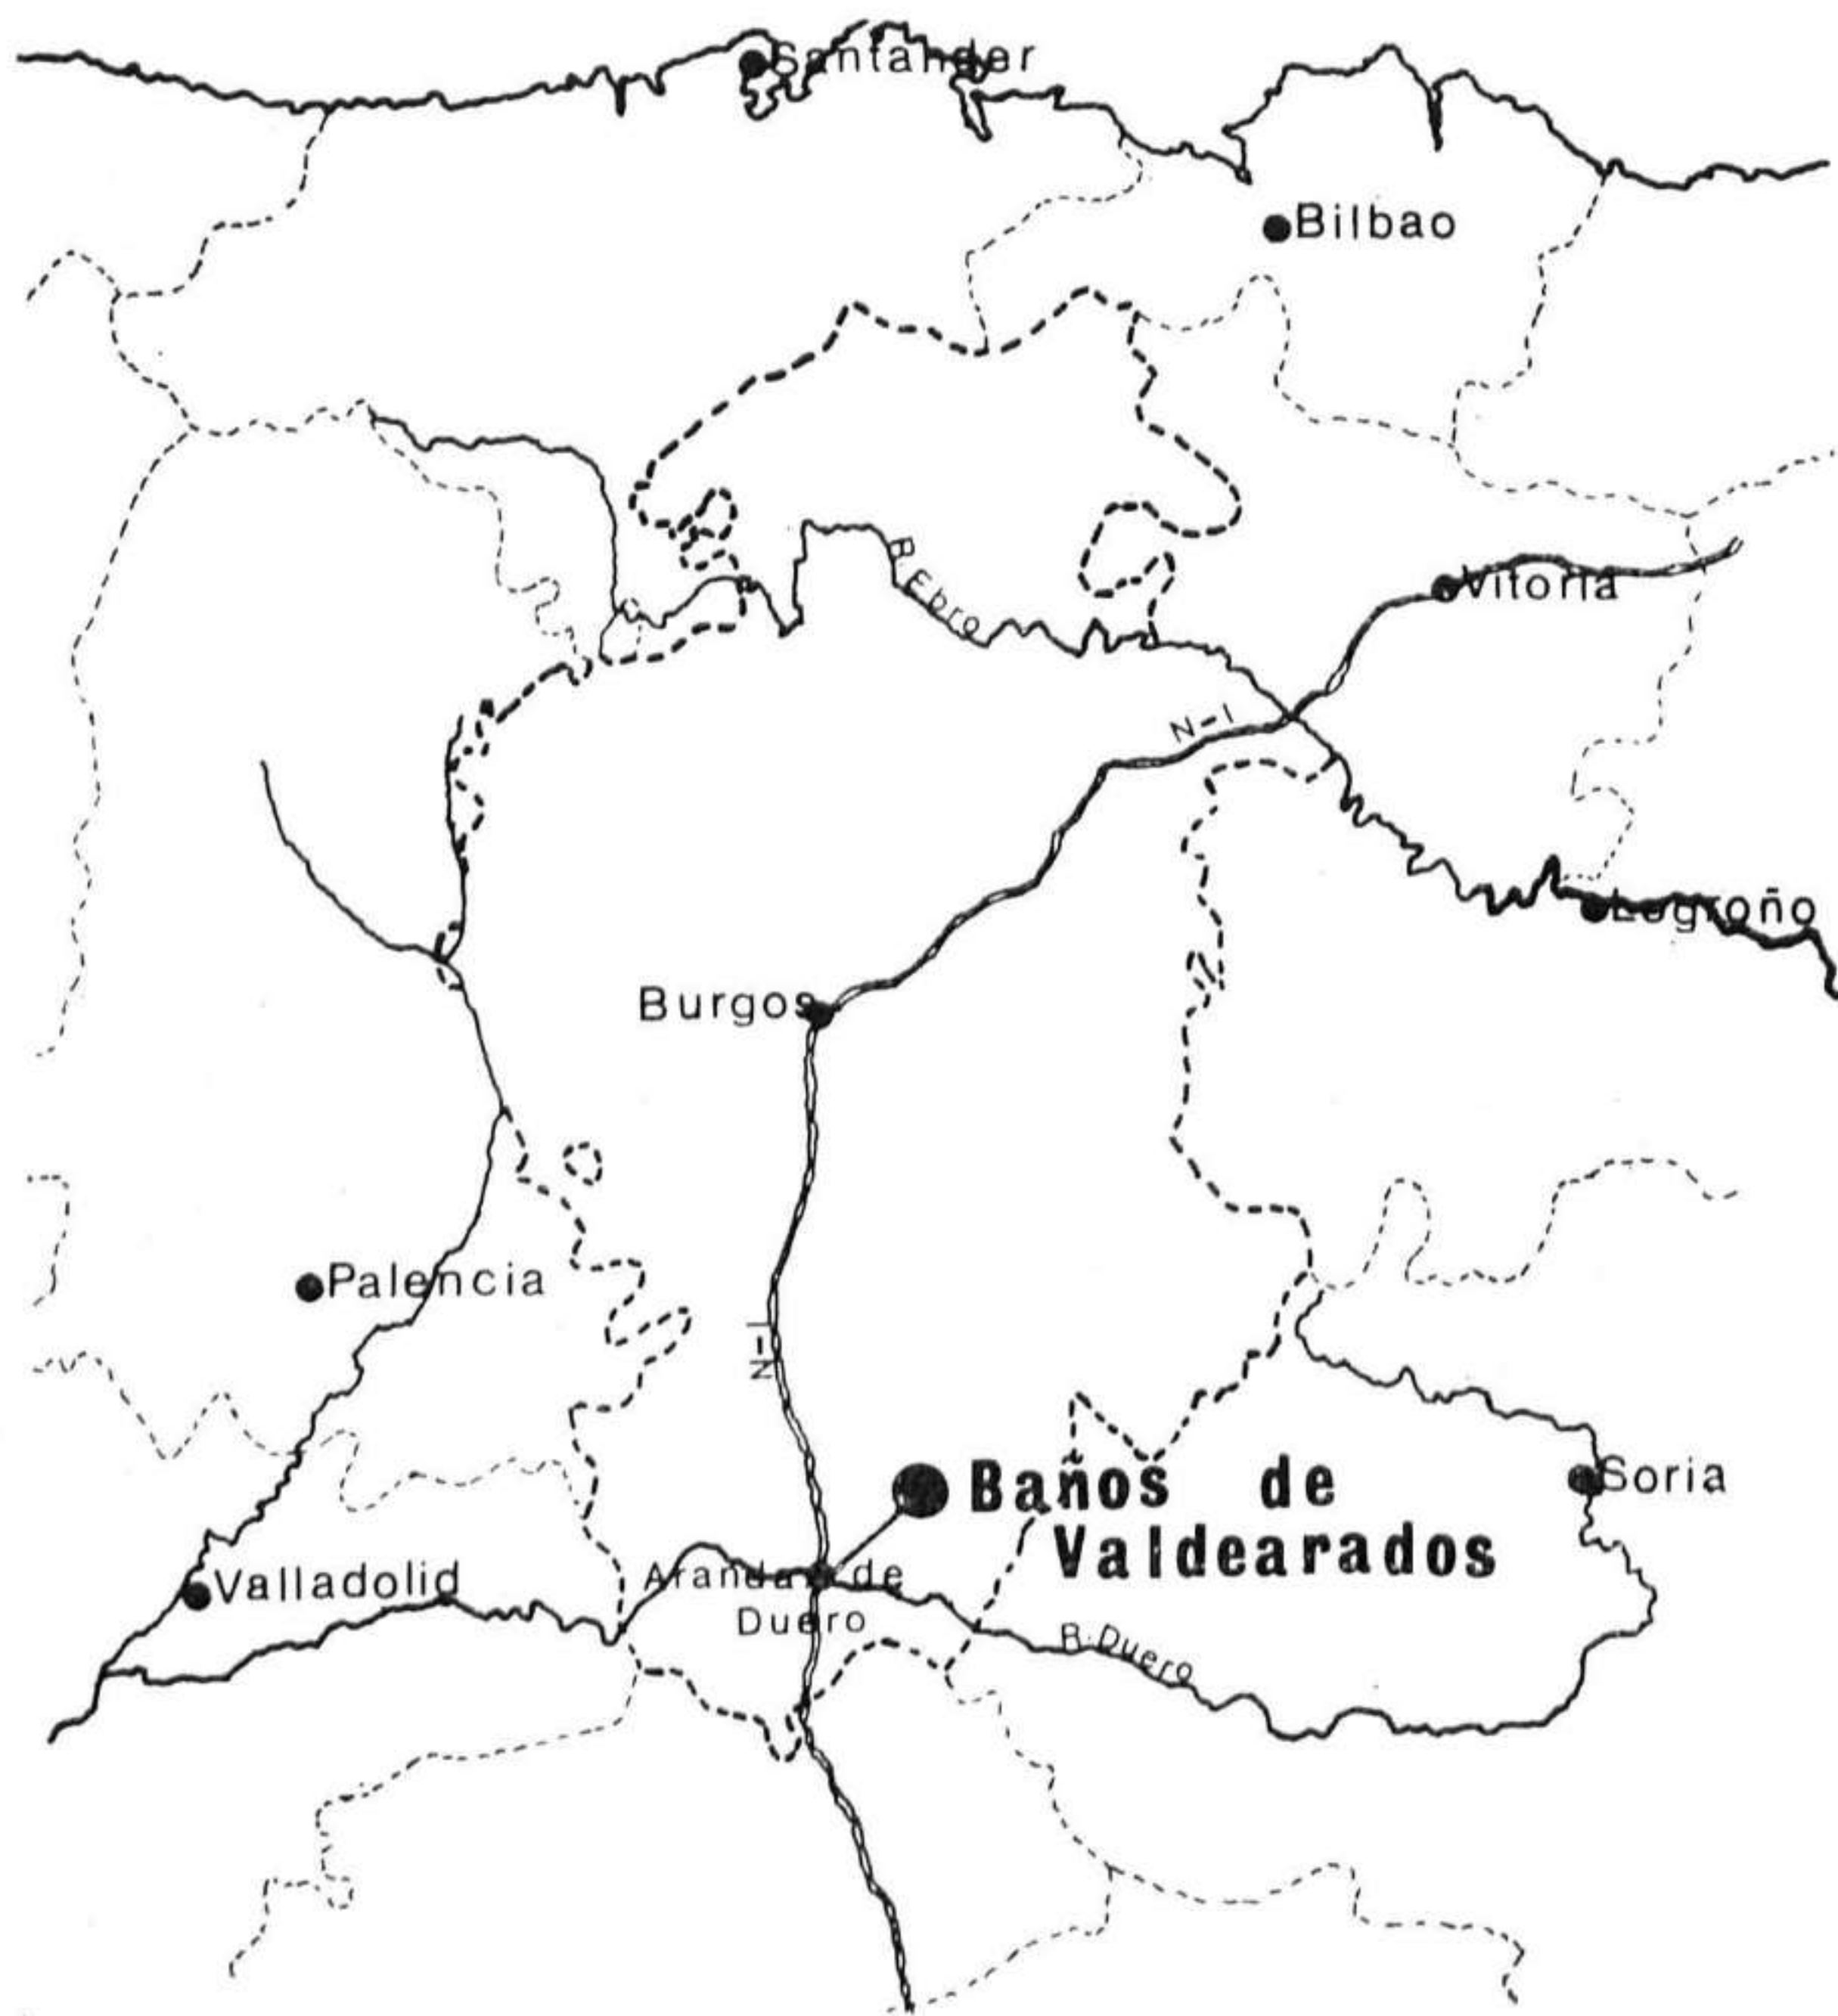 Santander
Bilbao
R.Ebro
Vitoria
N-I
Logroño
Burgos
Palencia
N-I
Baños de
Valdearados
Soria
Valladolid
Aranda de
Duero
R.Duero